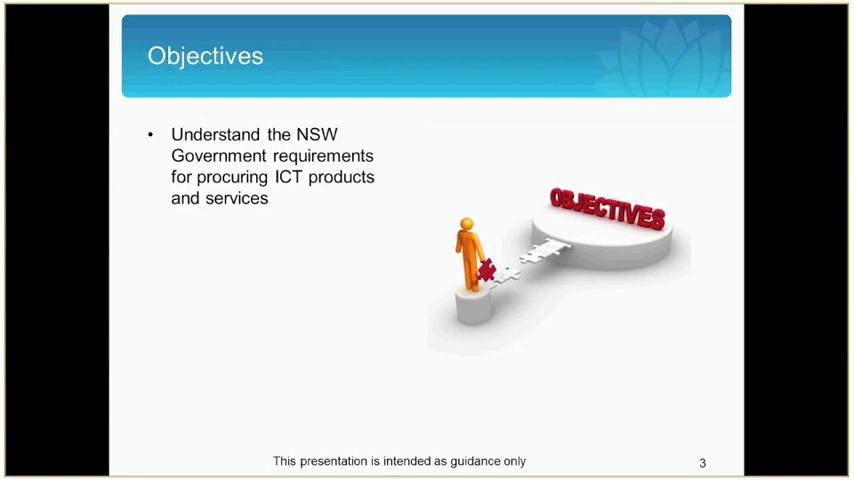 Objectives
• Understand the NSW
Government requirements
for procuring ICT products
and services
OBJECTIVES
This presentation is intended as guidance only
3